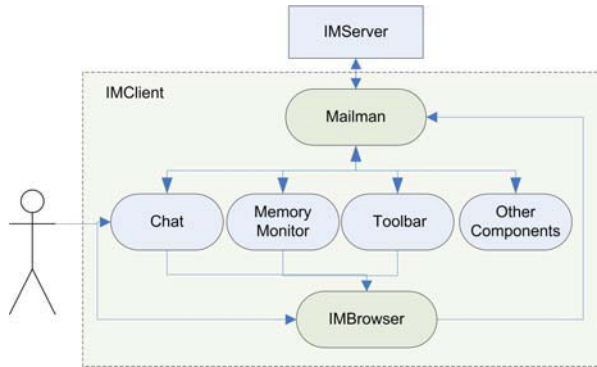 IMServer
IMClient
Mailman
Chat
Memory
Monitor
Toolbar
Other
Components
IMBrowser